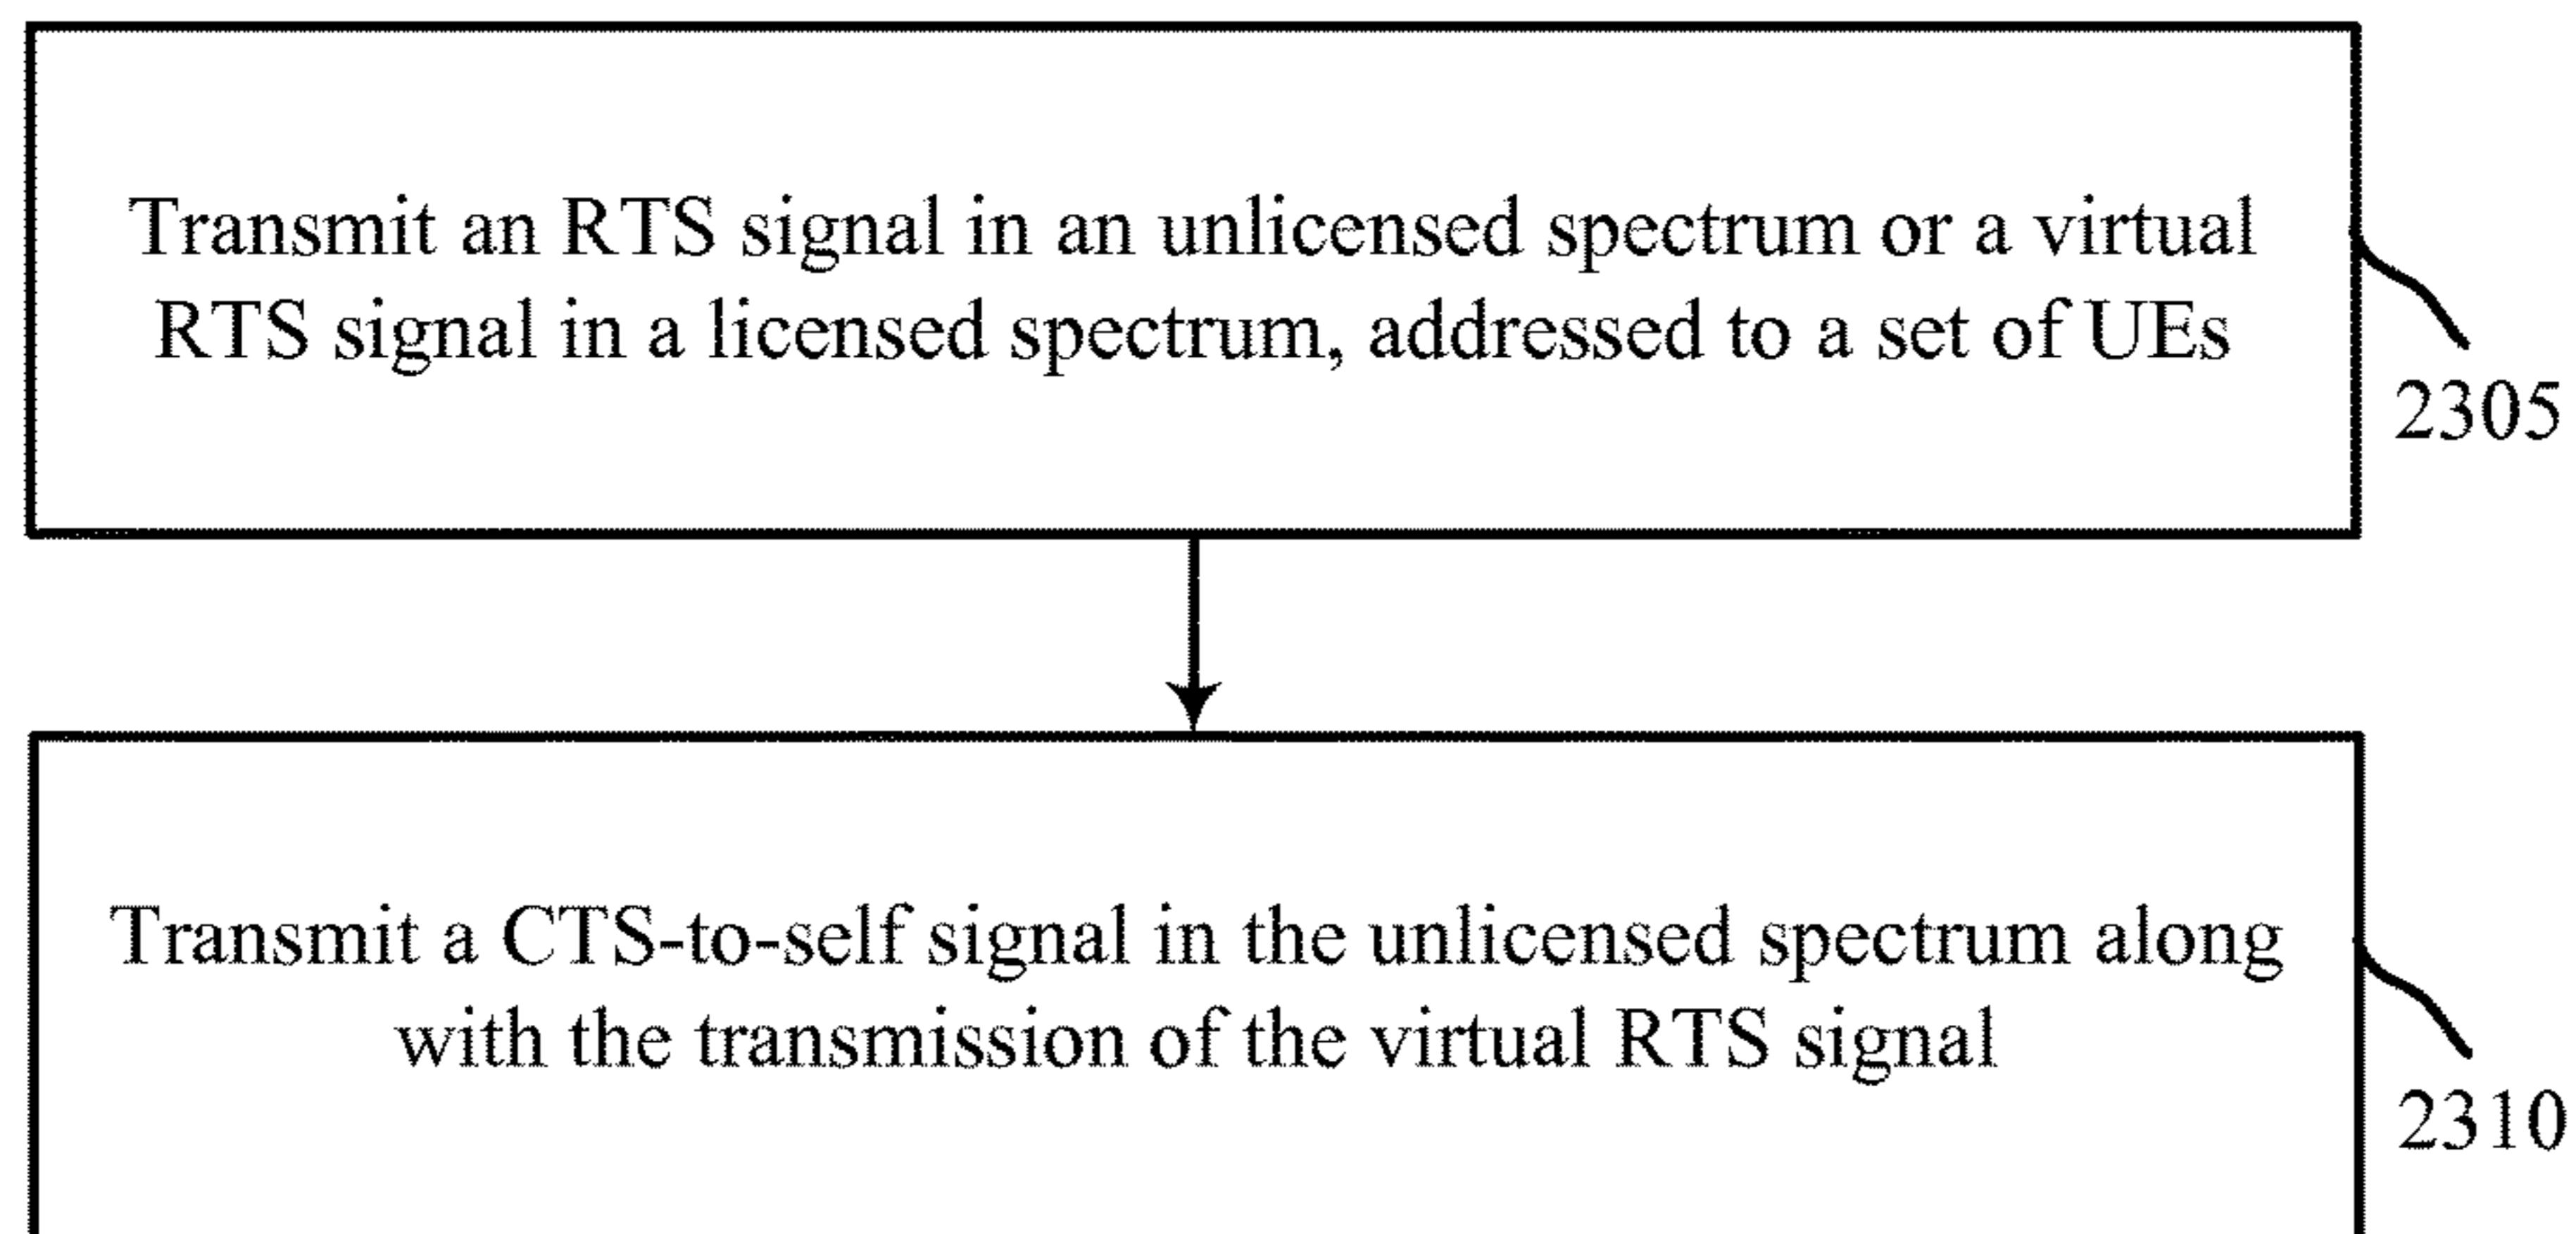 Transmit an RTS signal in an unlicensed spectrum or a virtual
RTS signal in a licensed spectrum, addressed to a set of UEs
2305
Transmit a CTS-to-self signal in the unlicensed spectrum along
with the transmission of the virtual RTS signal
2310